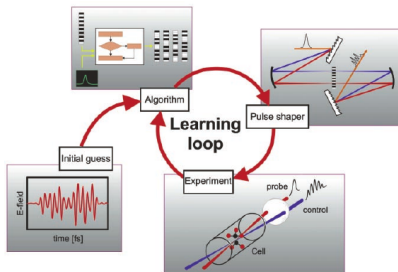 Algorithm
Learning
loop
Pulse shaper
Initial guess
Experiment
E-field
time [fs]
probe
control
Cell